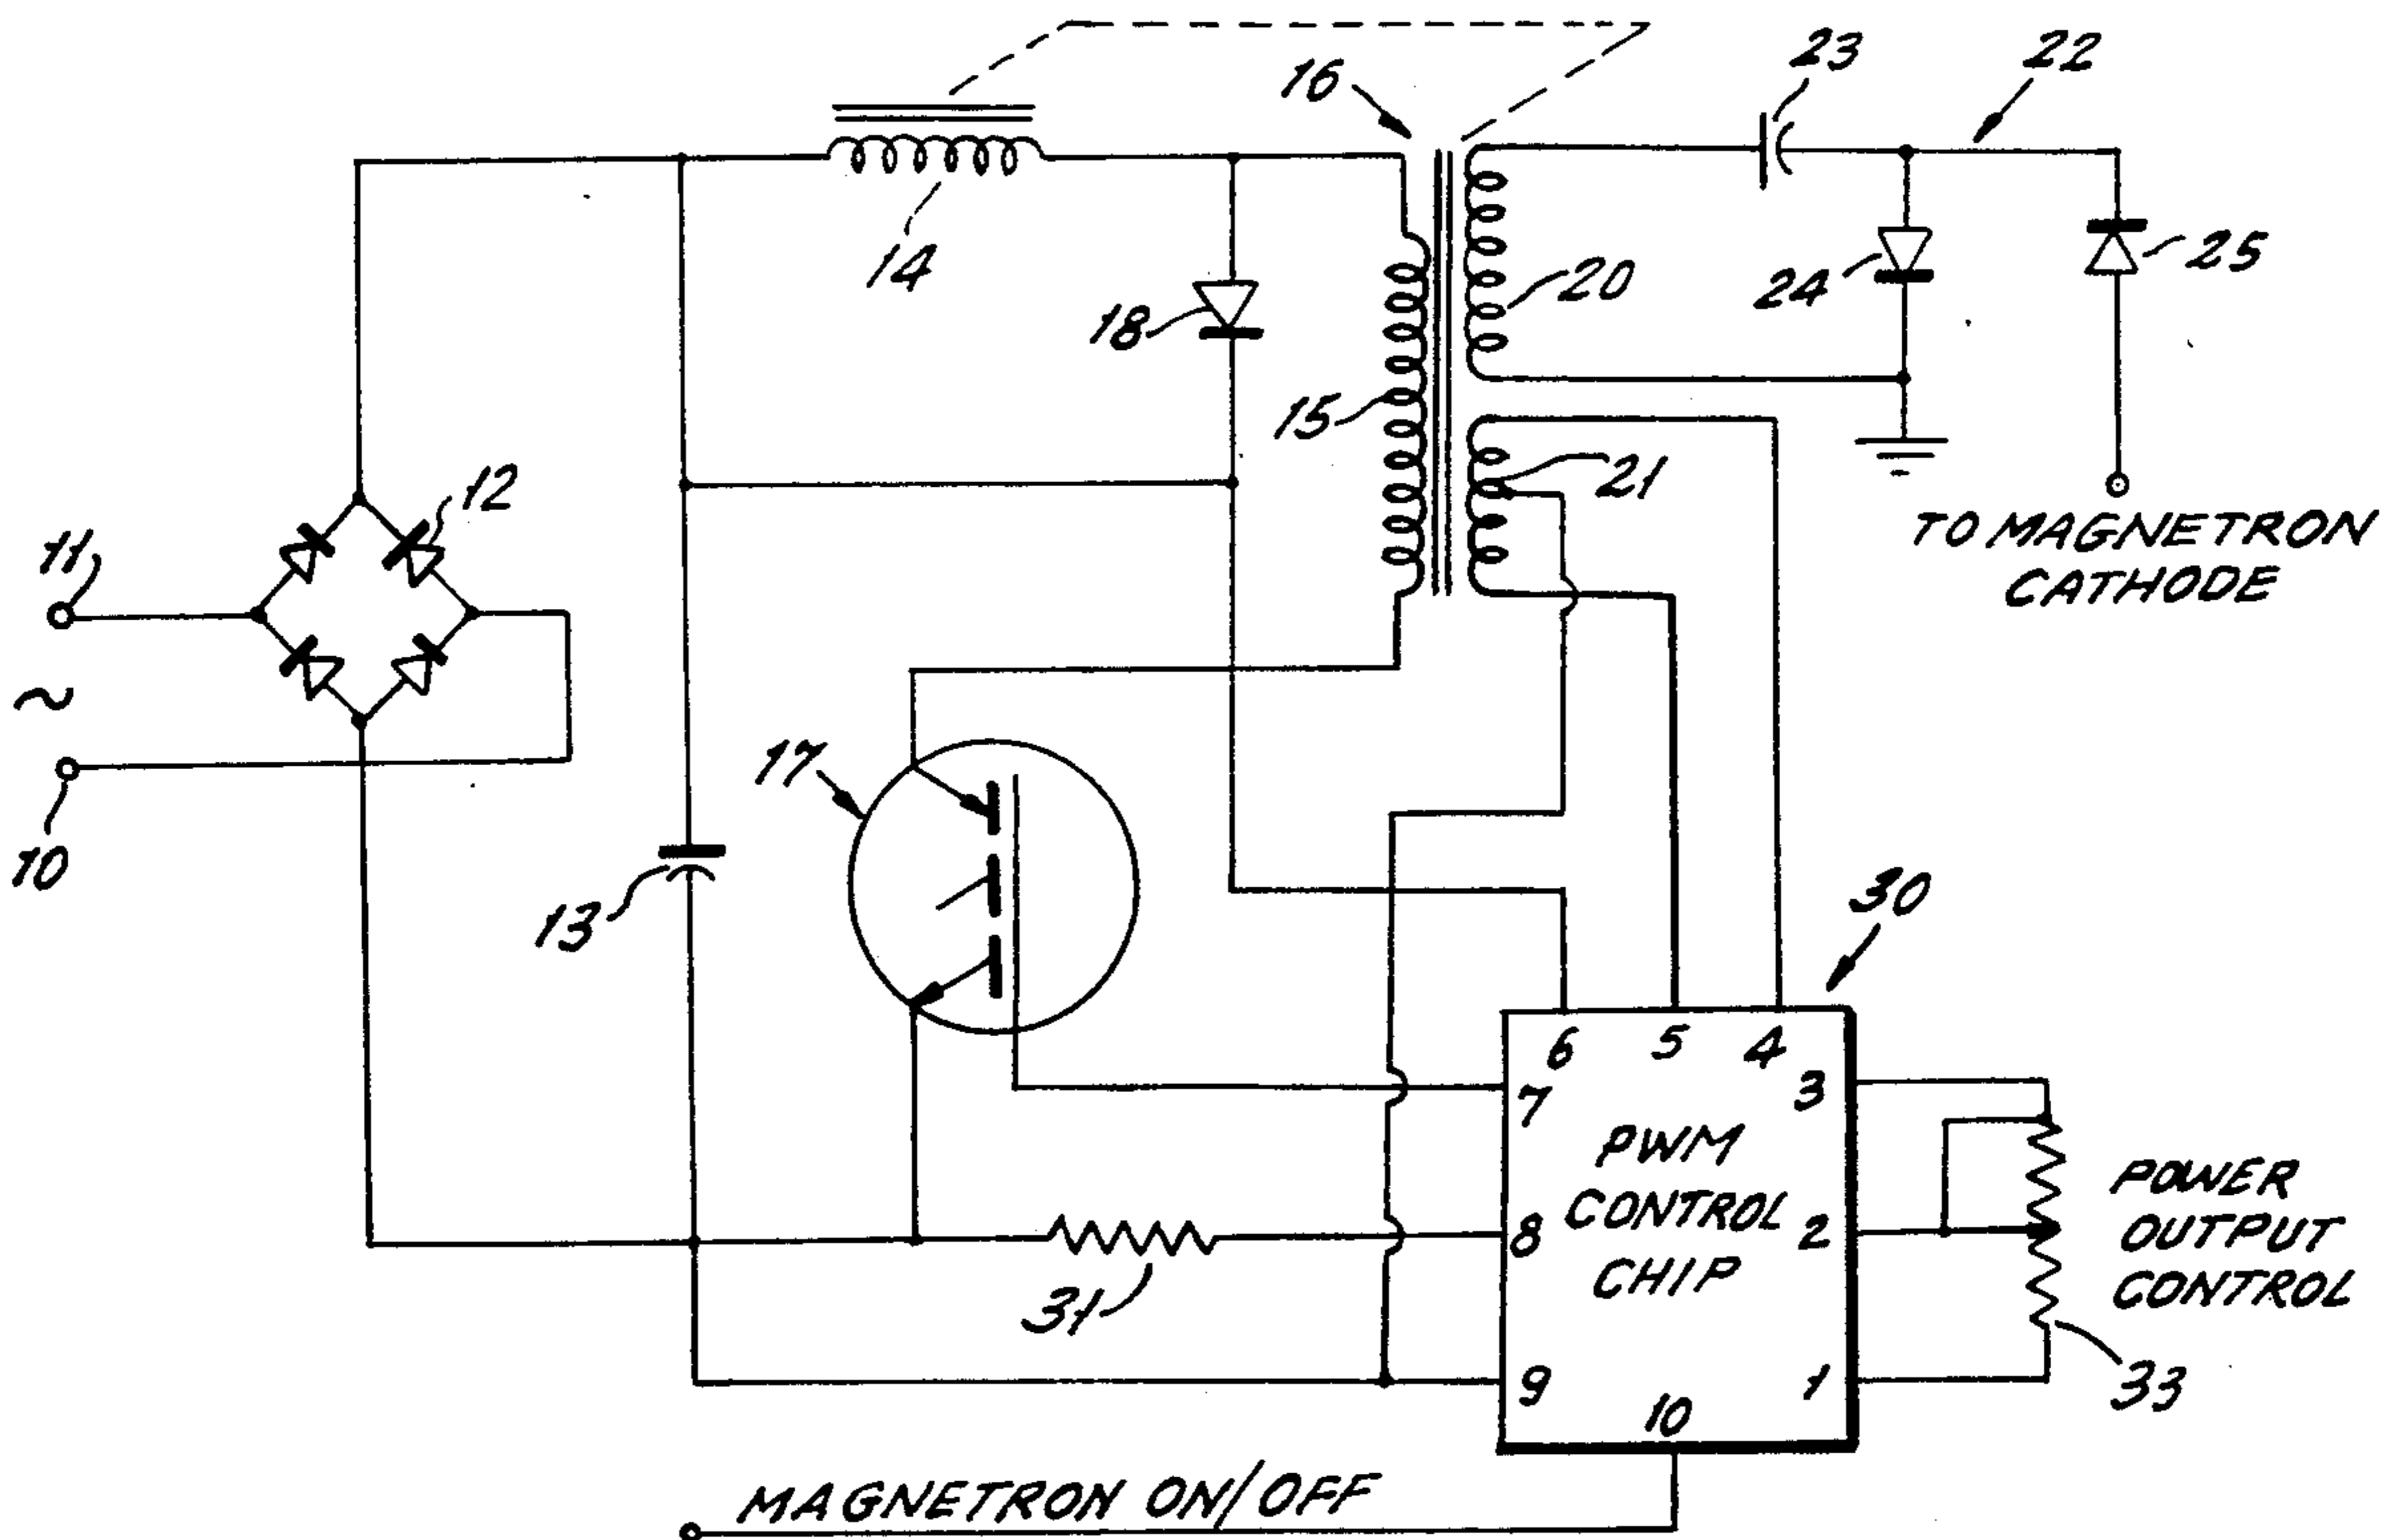 16
23
22
14
18
20
24
25
15
12
21
11
TO MAGNETRON
CATHODE
~
17
10
13
30
6 5 4
7
3
PWM
CONTROL
CHIP
8
2
POWER
OUTPUT
CONTROL
31
9
1
33
10
MAGNETRON ON/OFF